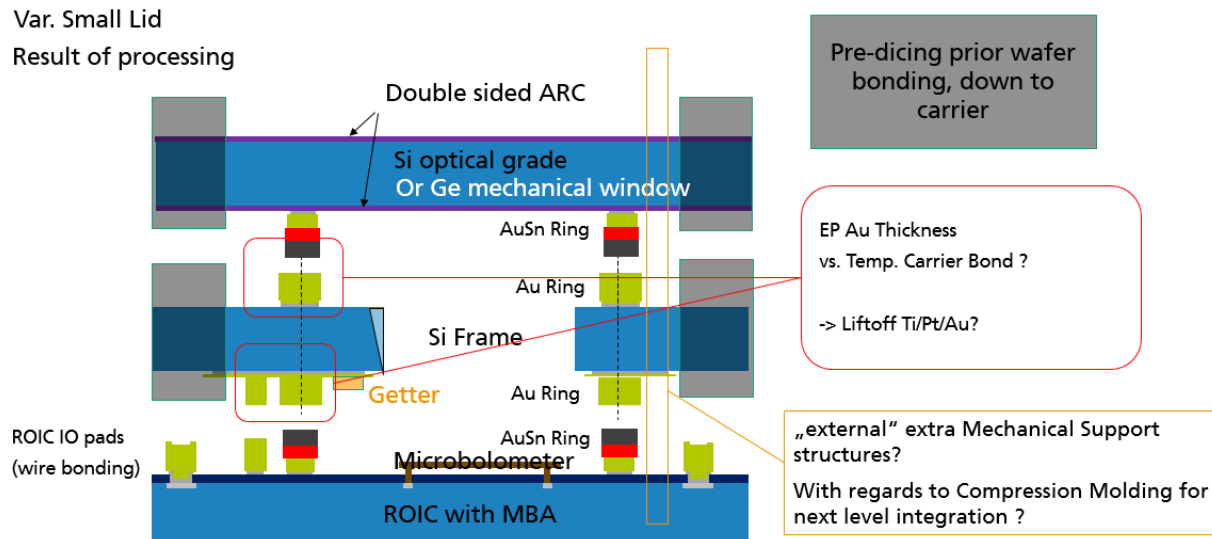 Var. Small Lid
Result of processing
Double sided ARC
Pre-dicing prior wafer
bonding, down to
carrier
Si optical grade
Or Ge mechanical window
AuSn Ring
EP Au Thickness
vs. Temp. Carrier Bond ?
-> Liftoff Ti/Pt/Au?
Au Ring
Si Frame
Getter
Au Ring
ROIC IO pads
(wire bonding)
AuSn Ring
Microbolometer
„external“ extra Mechanical Support
structures?
With regards to Compression Molding for
next level integration ?
ROIC with MBA